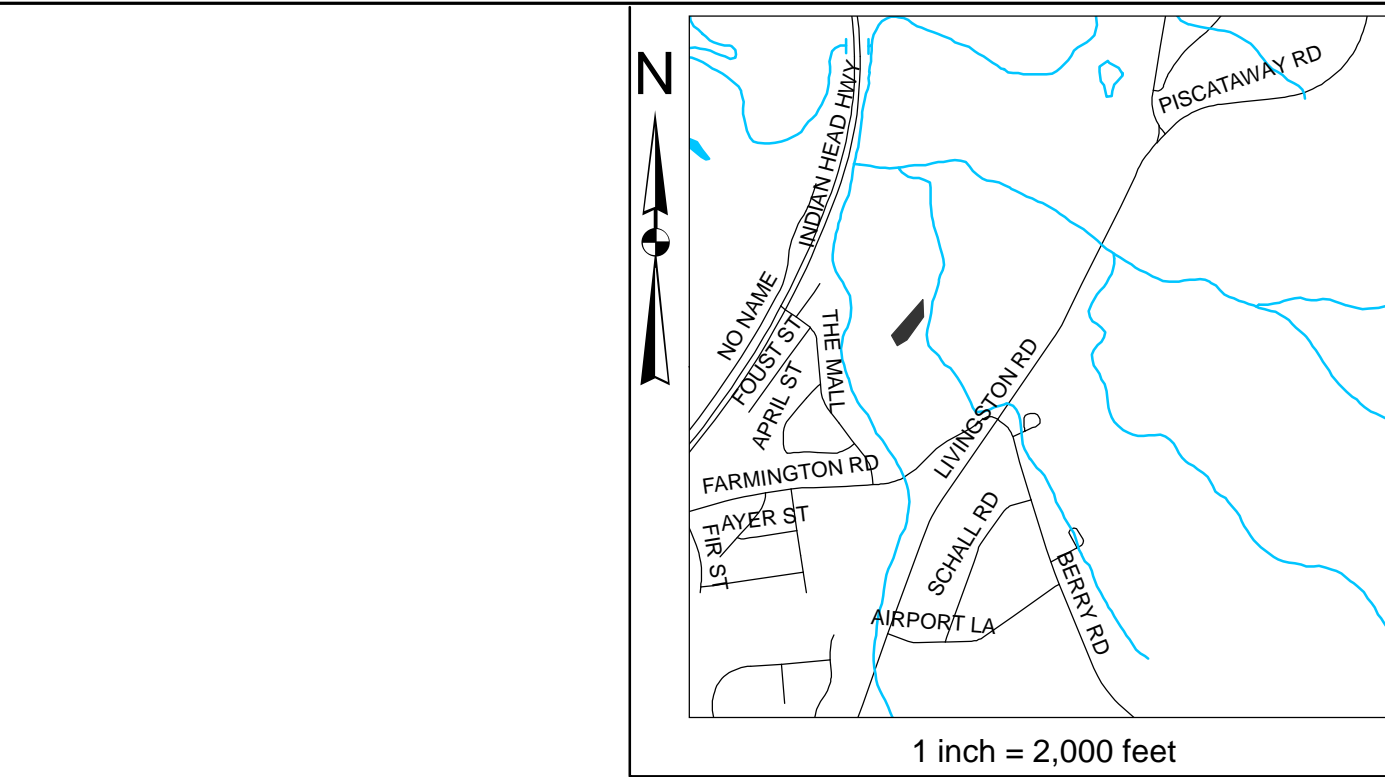 N
PISCATAWAY RD
INDIAN HEAD HWY
NO NAME
FOUST ST
THE MALL
APRIL ST
LIVINGSTON RD
FARMINGTON RD
AYER ST
FIR ST
SCHALL RD
BERRY RD
AIRPORT LA
1 inch = 2,000 feet